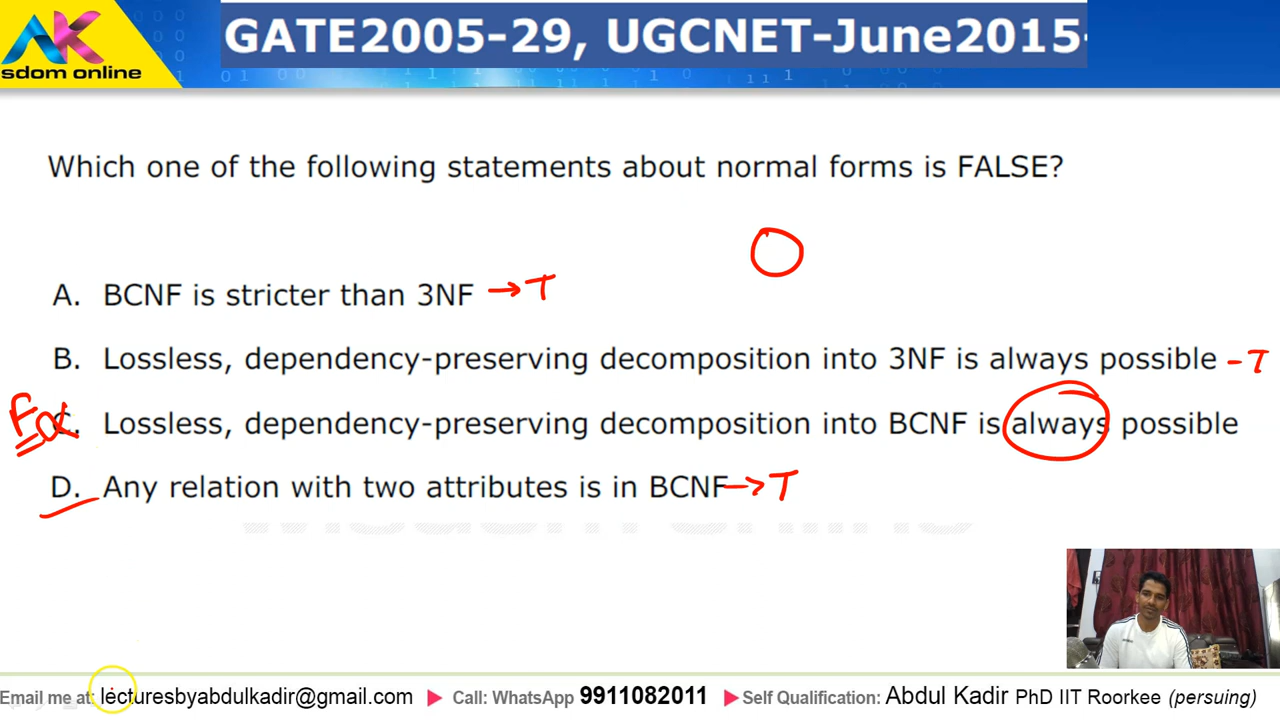 GATE2005-29, UGCNET-June2015-
AK
sdom online
Which one of the following statements about normal forms is FALSE?
A. BCNF is stricter than 3NF → T
B. Lossless, dependency-preserving decomposition into 3NF is always possible - T
F C. Lossless, dependency-preserving decomposition into BCNF is always possible
D. Any relation with two attributes is in BCNF → T
Email me at: lecturesbyabdulkadir@gmail.com Call: WhatsApp 9911082011 Self Qualification: Abdul Kadir PhD IIT Roorkee (persuing)